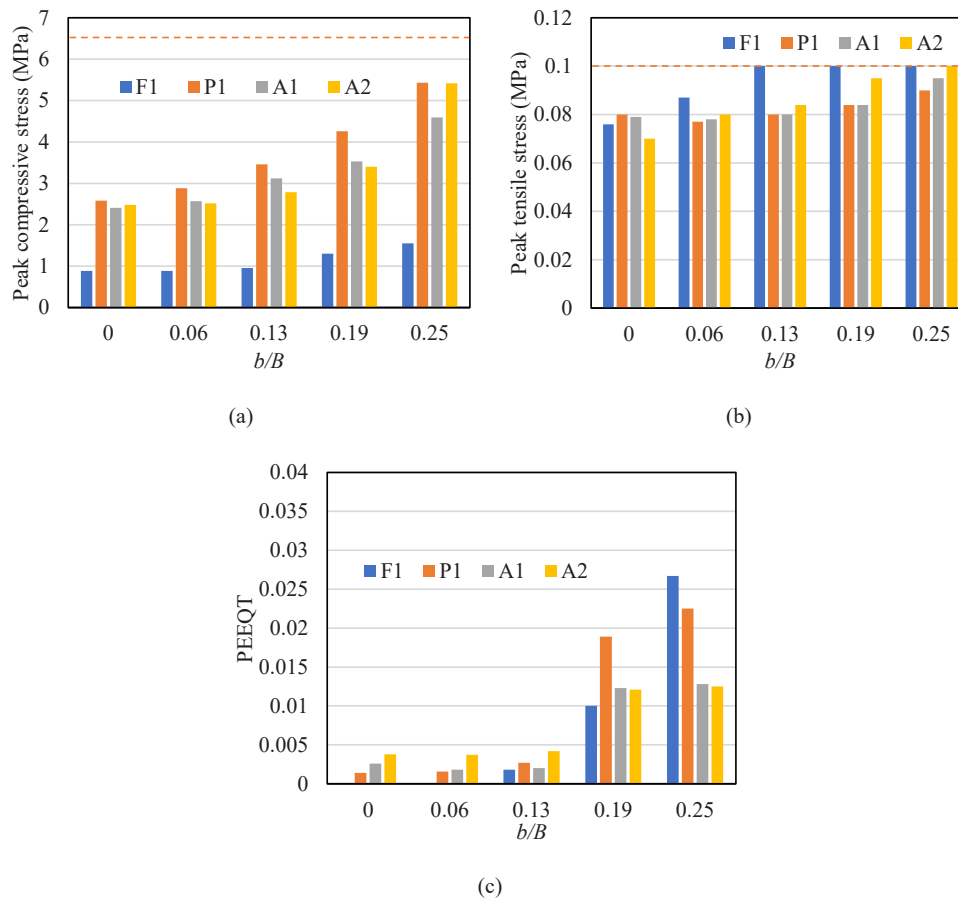 Peak compressive stress (MPa)
7
6
5
4
3
2
1
0
F1 P1 A1 A2
0 0.06 0.13 0.19 0.25
b/B
(a)
Peak tensile stress (MPa)
0.12
0.1
0.08
0.06
0.04
0.02
0
F1 P1 A1 A2
0 0.06 0.13 0.19 0.25
b/B
(b)
PEEQT
0.04
0.035
0.03
0.025
0.02
0.015
0.01
0.005
0
F1 P1 A1 A2
0 0.06 0.13 0.19 0.25
b/B
(c)